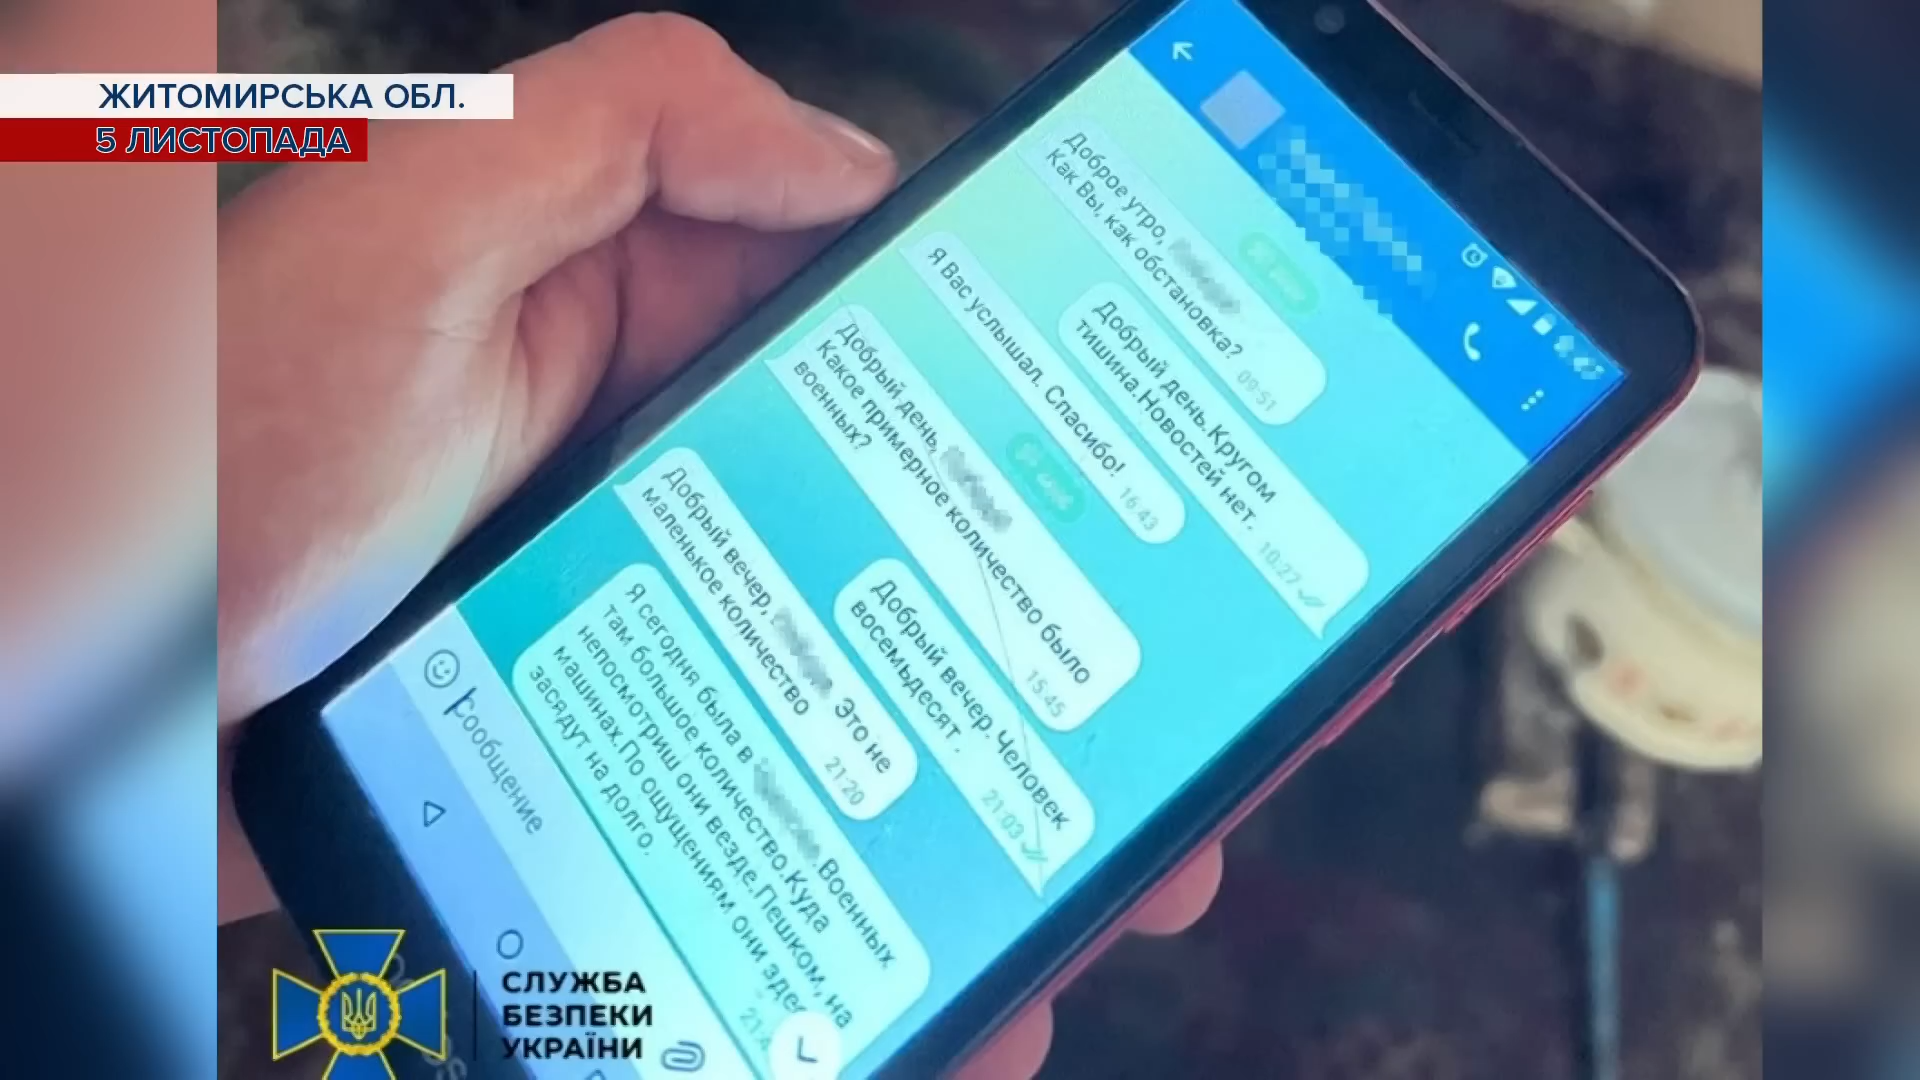 ЖИТОМИРСЬКА ОБЛ.
5 ЛИСТОПАДА
Доброе утро,
Как Вы, как обстановка?
09:51
Добрый день.Кругом
тишина.Новостей нет.
10:27
Я Вас услышал. Спасибо!
16:43
Добрый день,
Какое примерное количество было
военных?
15:45
Добрый вечер. Человек
восемьдесят .
21:03
Добрый вечер, Это не
маленькое количество
21:20
Я сегодня была в Военных
там большое количество.Куда
непосмотриш они везде.Пешком, на
машинах.По ощущениям они здес
засядут на долго.
Сообщение
СЛУЖБА
БЕЗПЕКИ
УКРАЇНИ